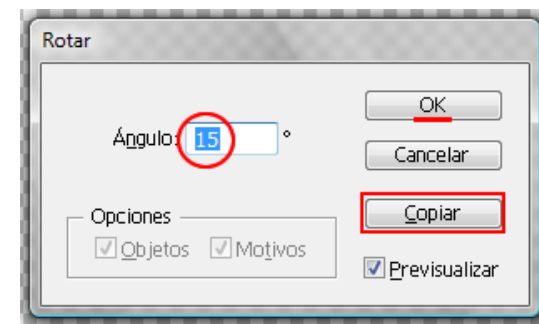 Rotar
Ángulo: 15 °
OK
Cancelar
Copiar
Opciones
Objetos Motivos
Previsualizar